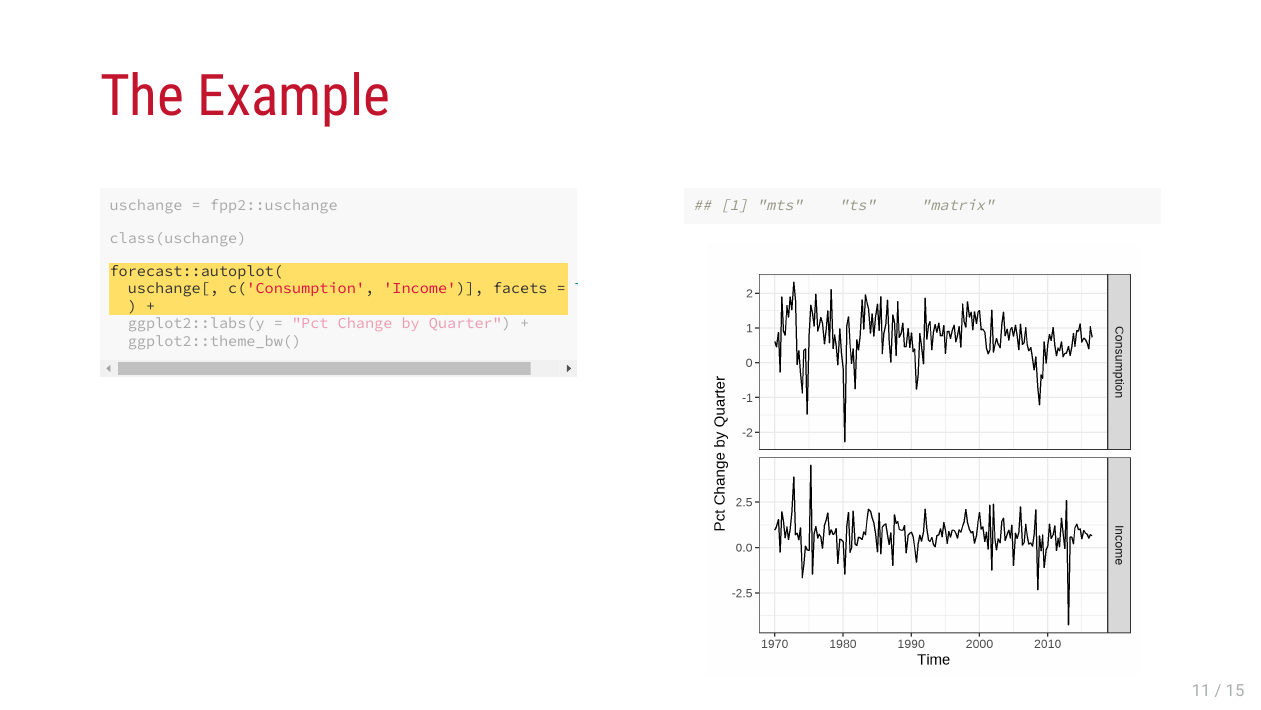 The Example
uschange = fpp2::uschange
class(uschange)
forecast::autoplot(
uschange[, c('Consumption', 'Income')], facets =
) +
ggplot2::labs(y = "Pct Change by Quarter") +
ggplot2::theme_bw()
## [1] "mts"    "ts"     "matrix"
Pct Change by Quarter
2
1
0
-1
-2
Consumption
2.5
0.0
-2.5
Income
1970 1980 1990 2000 2010
Time
11 / 15